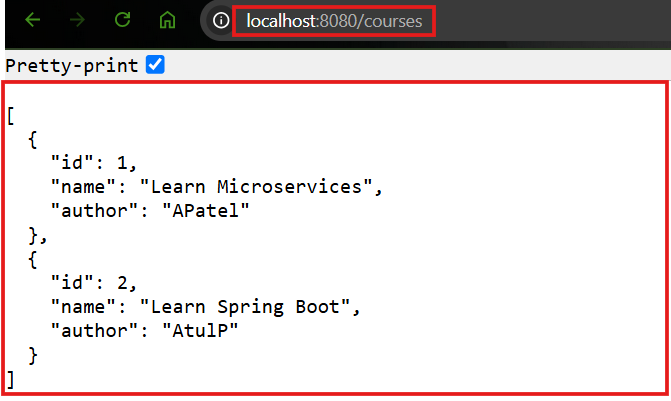 localhost:8080/courses
Pretty-print
[
  {
    "id": 1,
    "name": "Learn Microservices",
    "author": "APatel"
  },
  {
    "id": 2,
    "name": "Learn Spring Boot",
    "author": "AtulP"
  }
]